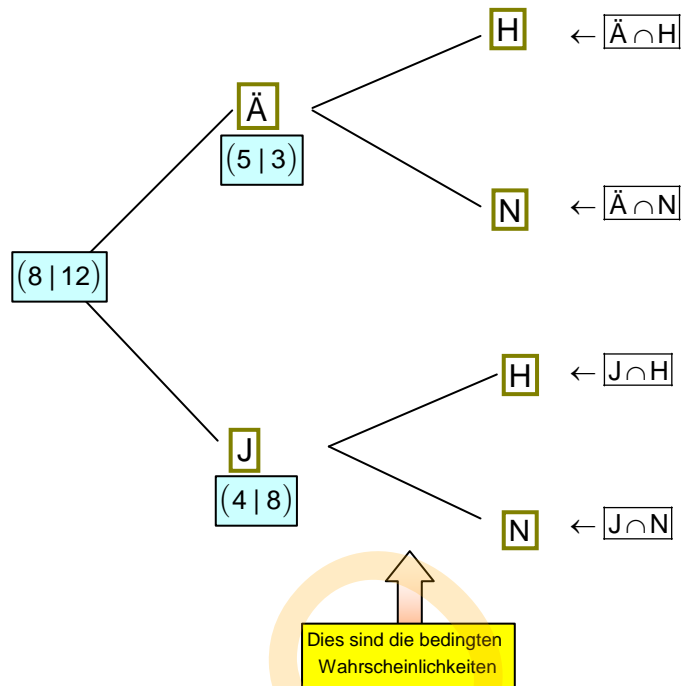 H ← Ä ∩ H
Ä
(5 | 3)
N ← Ä ∩ N
(8 | 12)
H ← J ∩ H
J
(4 | 8)
N ← J ∩ N
Dies sind die bedingten
Wahrscheinlichkeiten